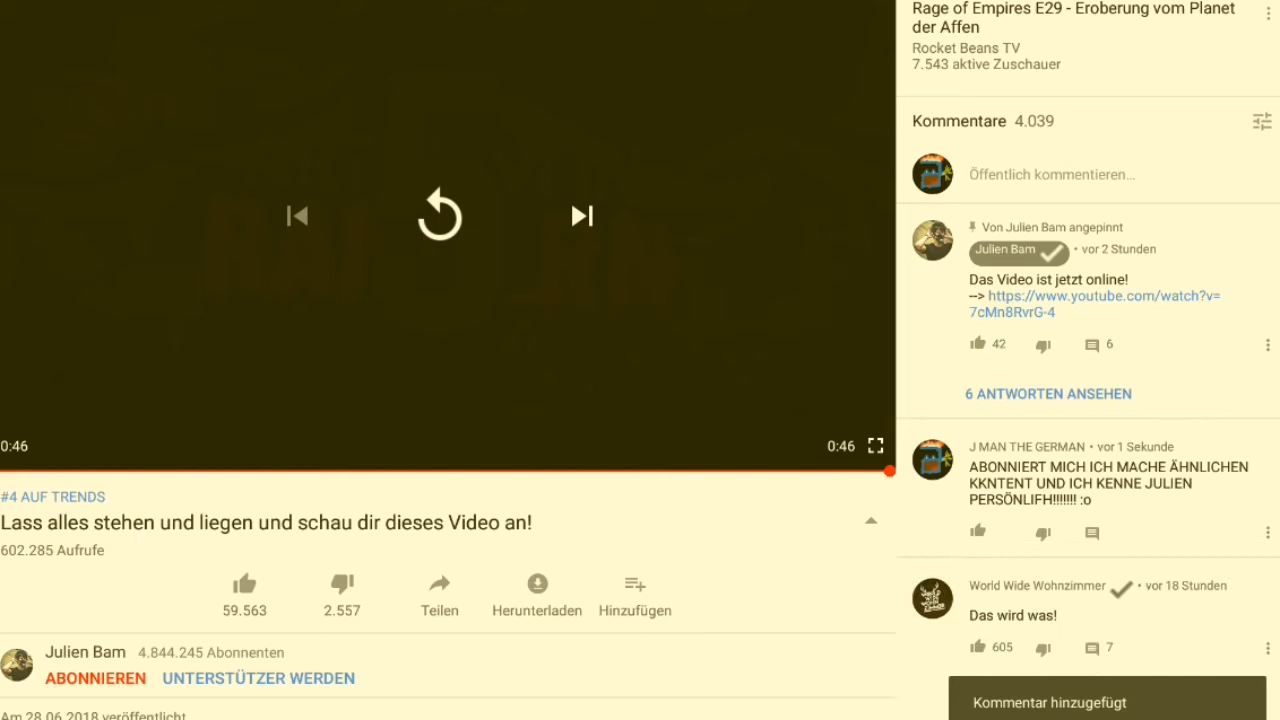 Rage of Empires E29 - Eroberung vom Planet
der Affen
Rocket Beans TV
7.543 aktive Zuschauer
Kommentare 4.039
Öffentlich kommentieren...
Von Julien Bam angepinnt
Julien Bam • vor 2 Stunden
Das Video ist jetzt online!
--> https://www.youtube.com/watch?v=
7cMn8RvrG-4
42 6
6 ANTWORTEN ANSEHEN
J MAN THE GERMAN • vor 1 Sekunde
ABONNIERT MICH ICH MACHE ÄHNLICHEN
KKNTENT UND ICH KENNE JULIEN
PERSÖNLIFH!!!!!!! :o
World Wide Wohnzimmer • vor 18 Stunden
Das wird was!
605 7
Kommentar hinzugefügt
0:46 0:46
#4 AUF TRENDS
Lass alles stehen und liegen und schau dir dieses Video an!
602.285 Aufrufe
59.563 2.557 Teilen Herunterladen Hinzufügen
Julien Bam 4.844.245 Abonnenten
ABONNIEREN UNTERSTÜTZER WERDEN
Am 28.06.2018 veröffentlicht